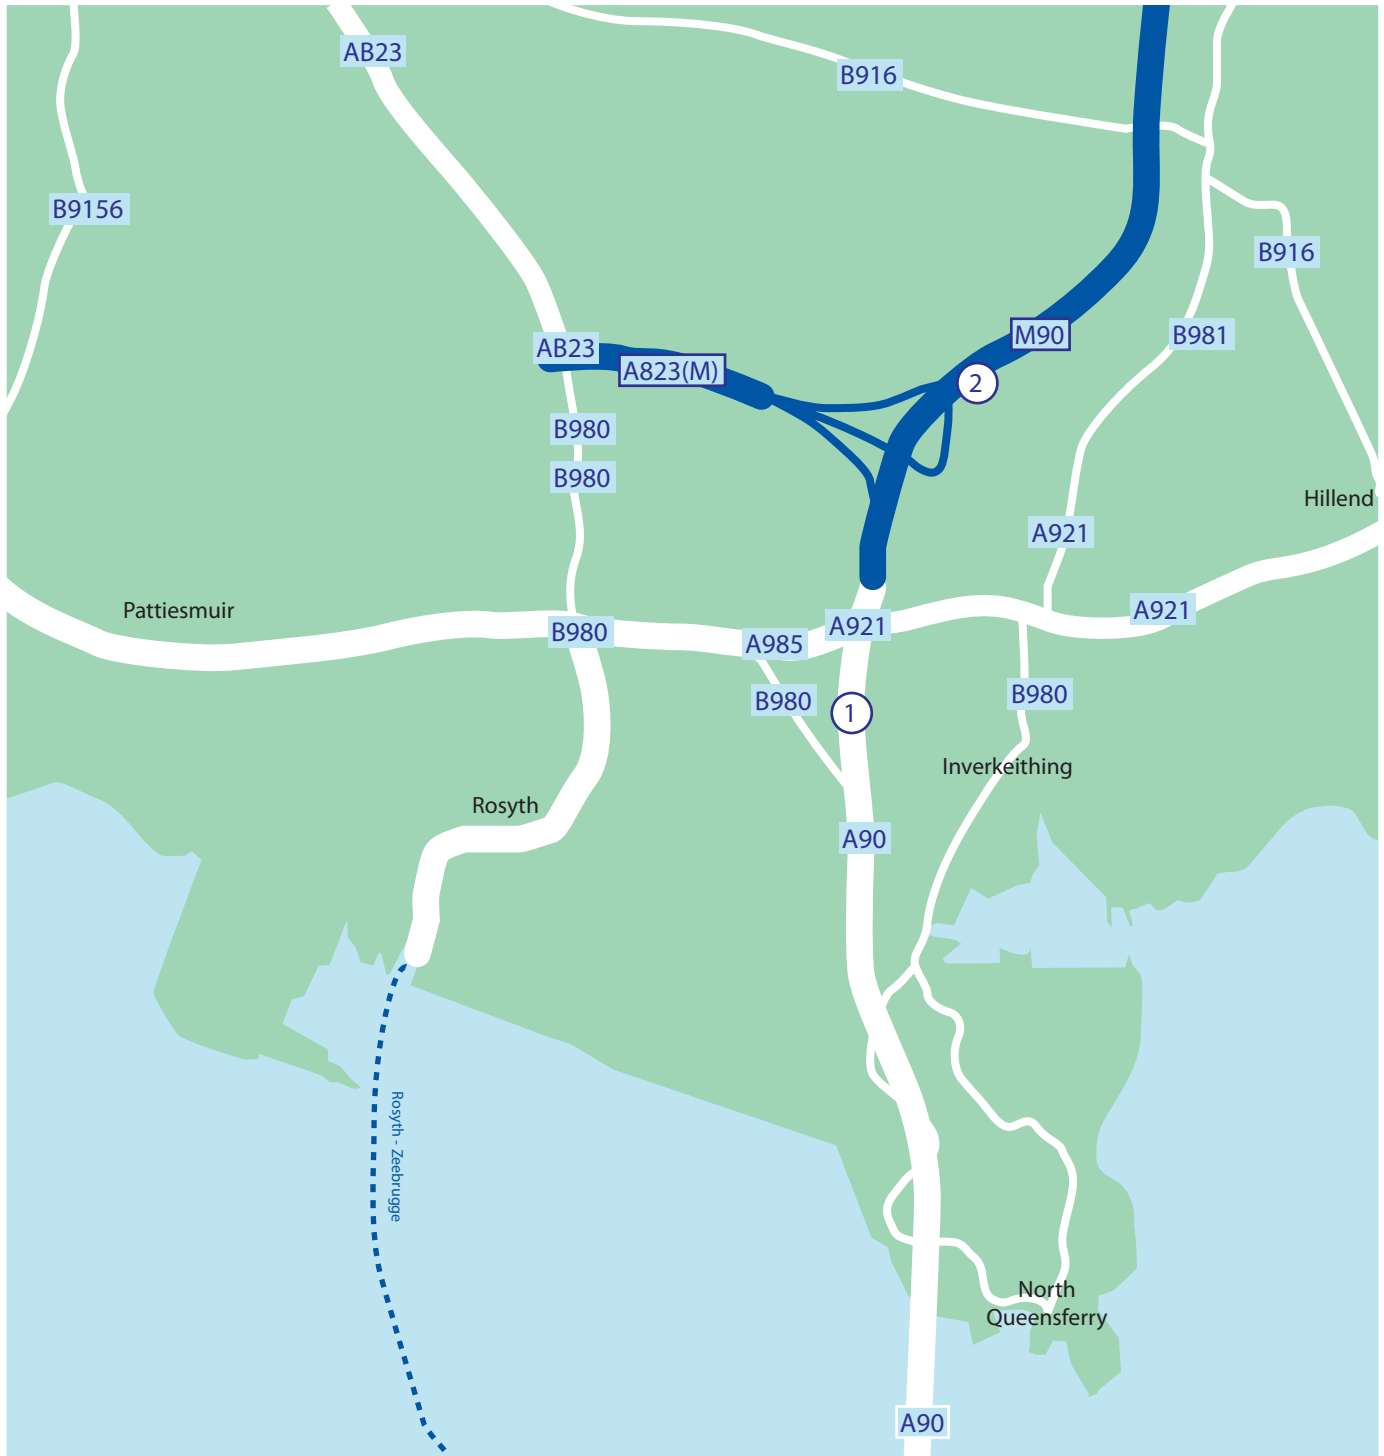 AB23
B916
B9156
B916
M90
B981
AB23
A823(M)
2
B980
B980
Hillend
A921
Pattiesmuir
A921
A921
B980
A985
B980
B980
1
Inverkeithing
Rosyth
A90
Rosyth - Zeebrugge
North
Queensferry
A90